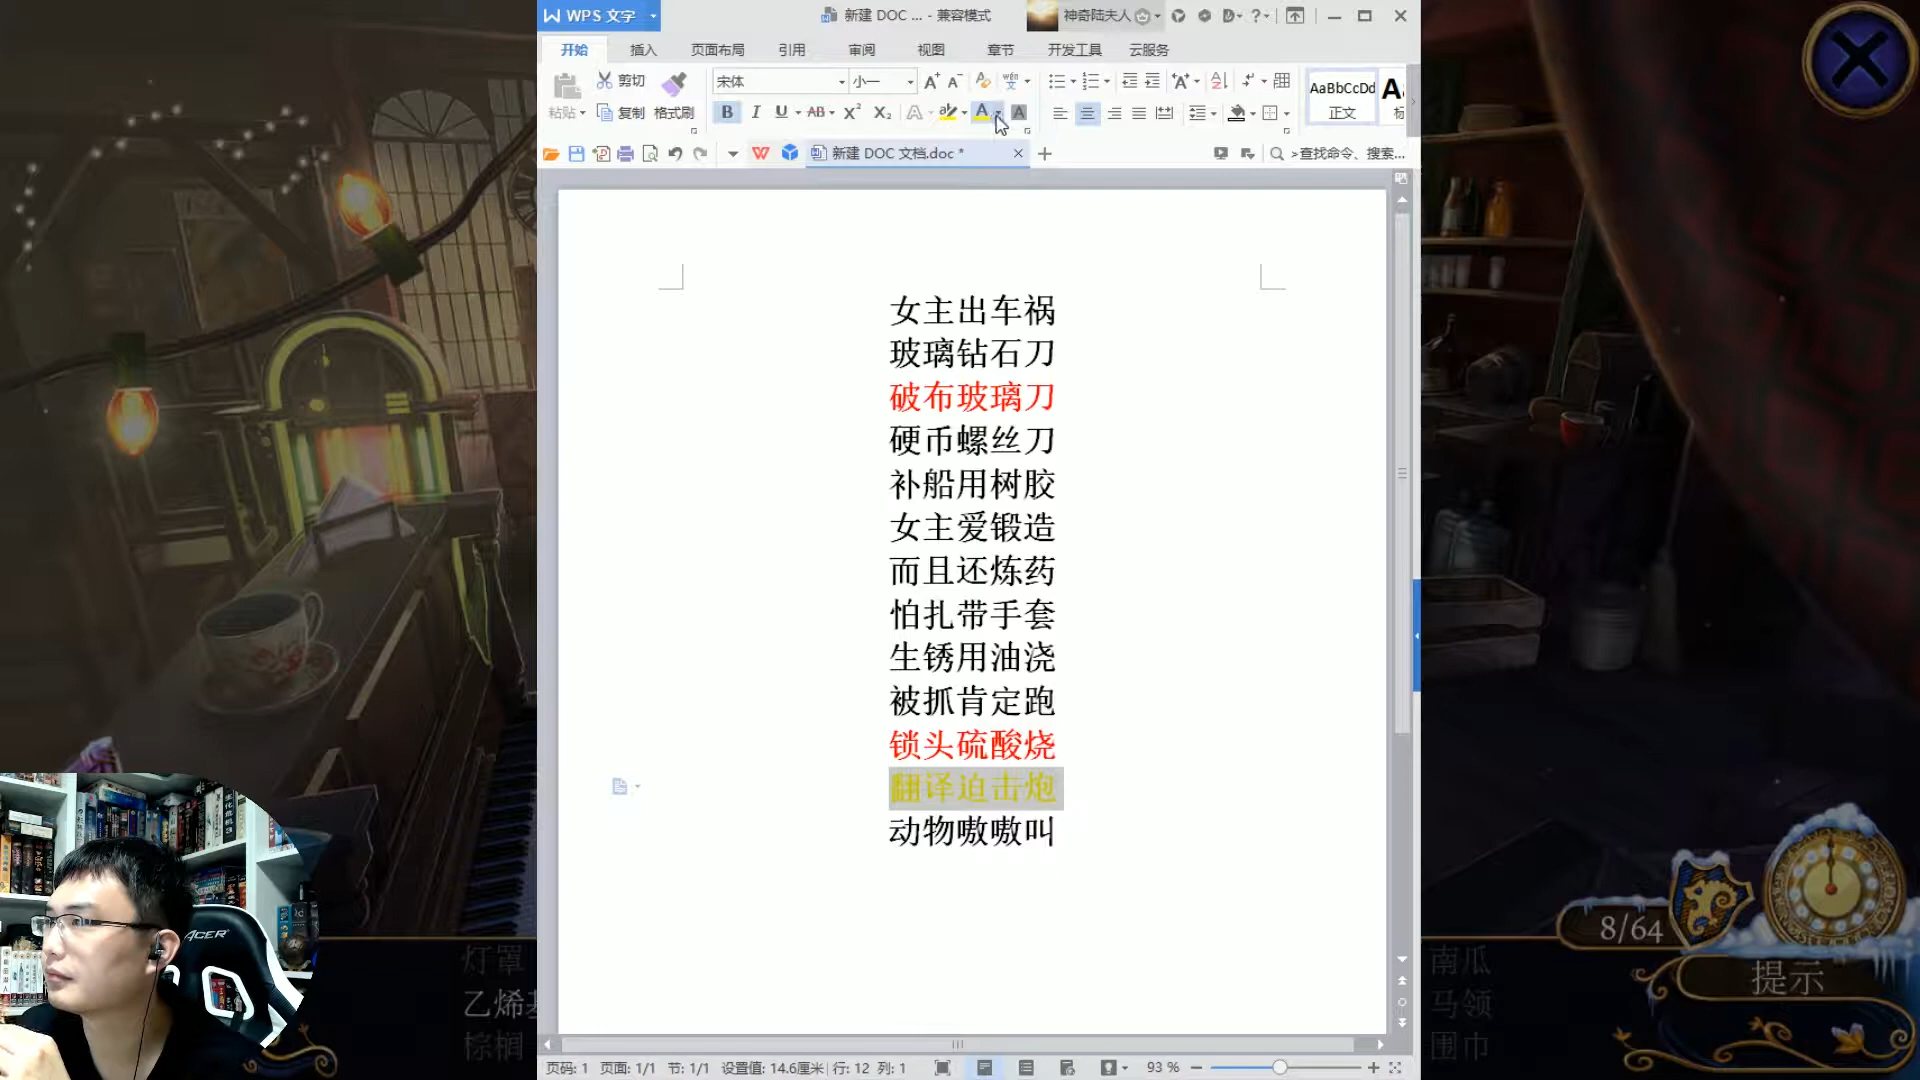 WPS 文字
新建 DOC ... - 兼容模式
神奇陆夫人
开始 插入 页面布局 引用 审阅 视图 章节 开发工具 云服务
粘贴 剪切 复制 格式刷
宋体 小一
AaBbCcDd
正文
新建 DOC 文档.doc *
>查找命令、搜索...
女主出车祸
玻璃钻石刀
破布玻璃刀
硬币螺丝刀
补船用树胶
女主爱锻造
而且还炼药
怕扎带手套
生锈用油浇
被抓肯定跑
锁头硫酸烧
翻译迫击炮
动物嗷嗷叫
ACER
灯罩
乙烯基
棕榈
8/64
提示
南瓜
马领
围巾
页码: 1 页面: 1/1 节: 1/1 设置值: 14.6厘米 行: 12 列: 1 93 %